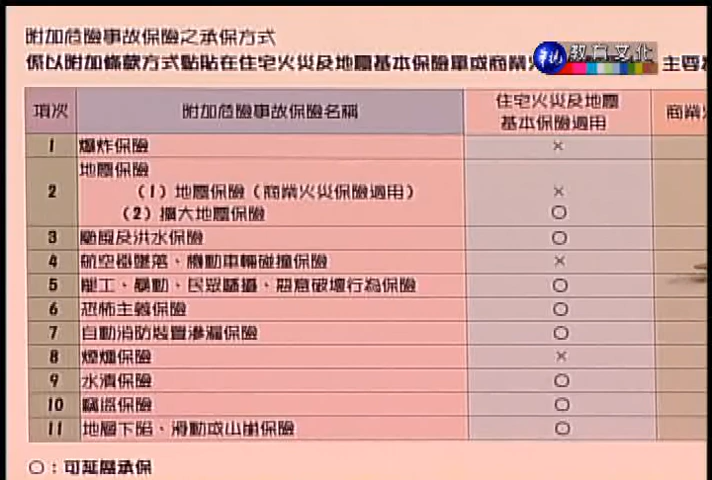 附加危險事故保險之承保方式
係以附加條款方式黏貼在住宅火災及地震基本保險單或商業火
教育文化
主要
項次 附加危險事故保險名稱 住宅火災及地震基本保險適用 商業
1 爆炸保險 ×
2 地震保險
(1) 地震保險(商業火災保險適用) ×
(2) 擴大地震保險 ○
3 颱風及洪水保險 ○
4 航空器墜落、機動車輛碰撞保險 ×
5 罷工、暴動、民眾騷擾、惡意破壞行為保險 ○
6 恐怖主義保險 ○
7 自動消防裝置滲漏保險 ○
8 煙燻保險 ×
9 水漬保險 ○
10 竊盜保險 ○
11 地層下陷、滑動或山崩保險 ○
○:可延展承保